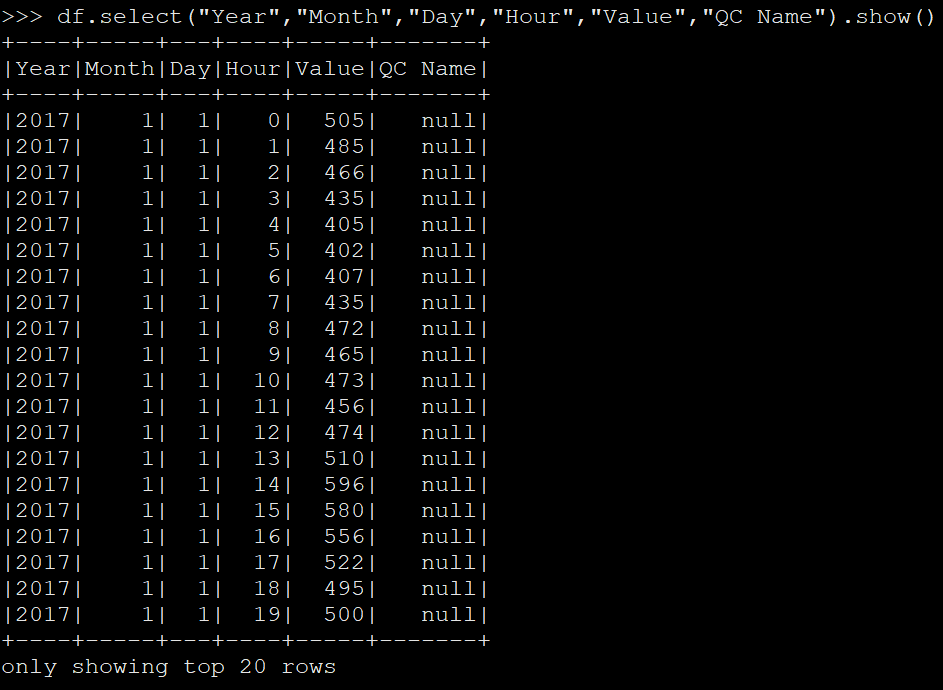 >>> df.select("Year","Month","Day","Hour","Value","QC Name").show()
+----+-----+---+----+-----+-------+
|Year|Month|Day|Hour|Value|QC Name|
+----+-----+---+----+-----+-------+
|2017|    1|  1|   0|  505|   null|
|2017|    1|  1|   1|  485|   null|
|2017|    1|  1|   2|  466|   null|
|2017|    1|  1|   3|  435|   null|
|2017|    1|  1|   4|  405|   null|
|2017|    1|  1|   5|  402|   null|
|2017|    1|  1|   6|  407|   null|
|2017|    1|  1|   7|  435|   null|
|2017|    1|  1|   8|  472|   null|
|2017|    1|  1|   9|  465|   null|
|2017|    1|  1|  10|  473|   null|
|2017|    1|  1|  11|  456|   null|
|2017|    1|  1|  12|  474|   null|
|2017|    1|  1|  13|  510|   null|
|2017|    1|  1|  14|  596|   null|
|2017|    1|  1|  15|  580|   null|
|2017|    1|  1|  16|  556|   null|
|2017|    1|  1|  17|  522|   null|
|2017|    1|  1|  18|  495|   null|
|2017|    1|  1|  19|  500|   null|
+----+-----+---+----+-----+-------+
only showing top 20 rows